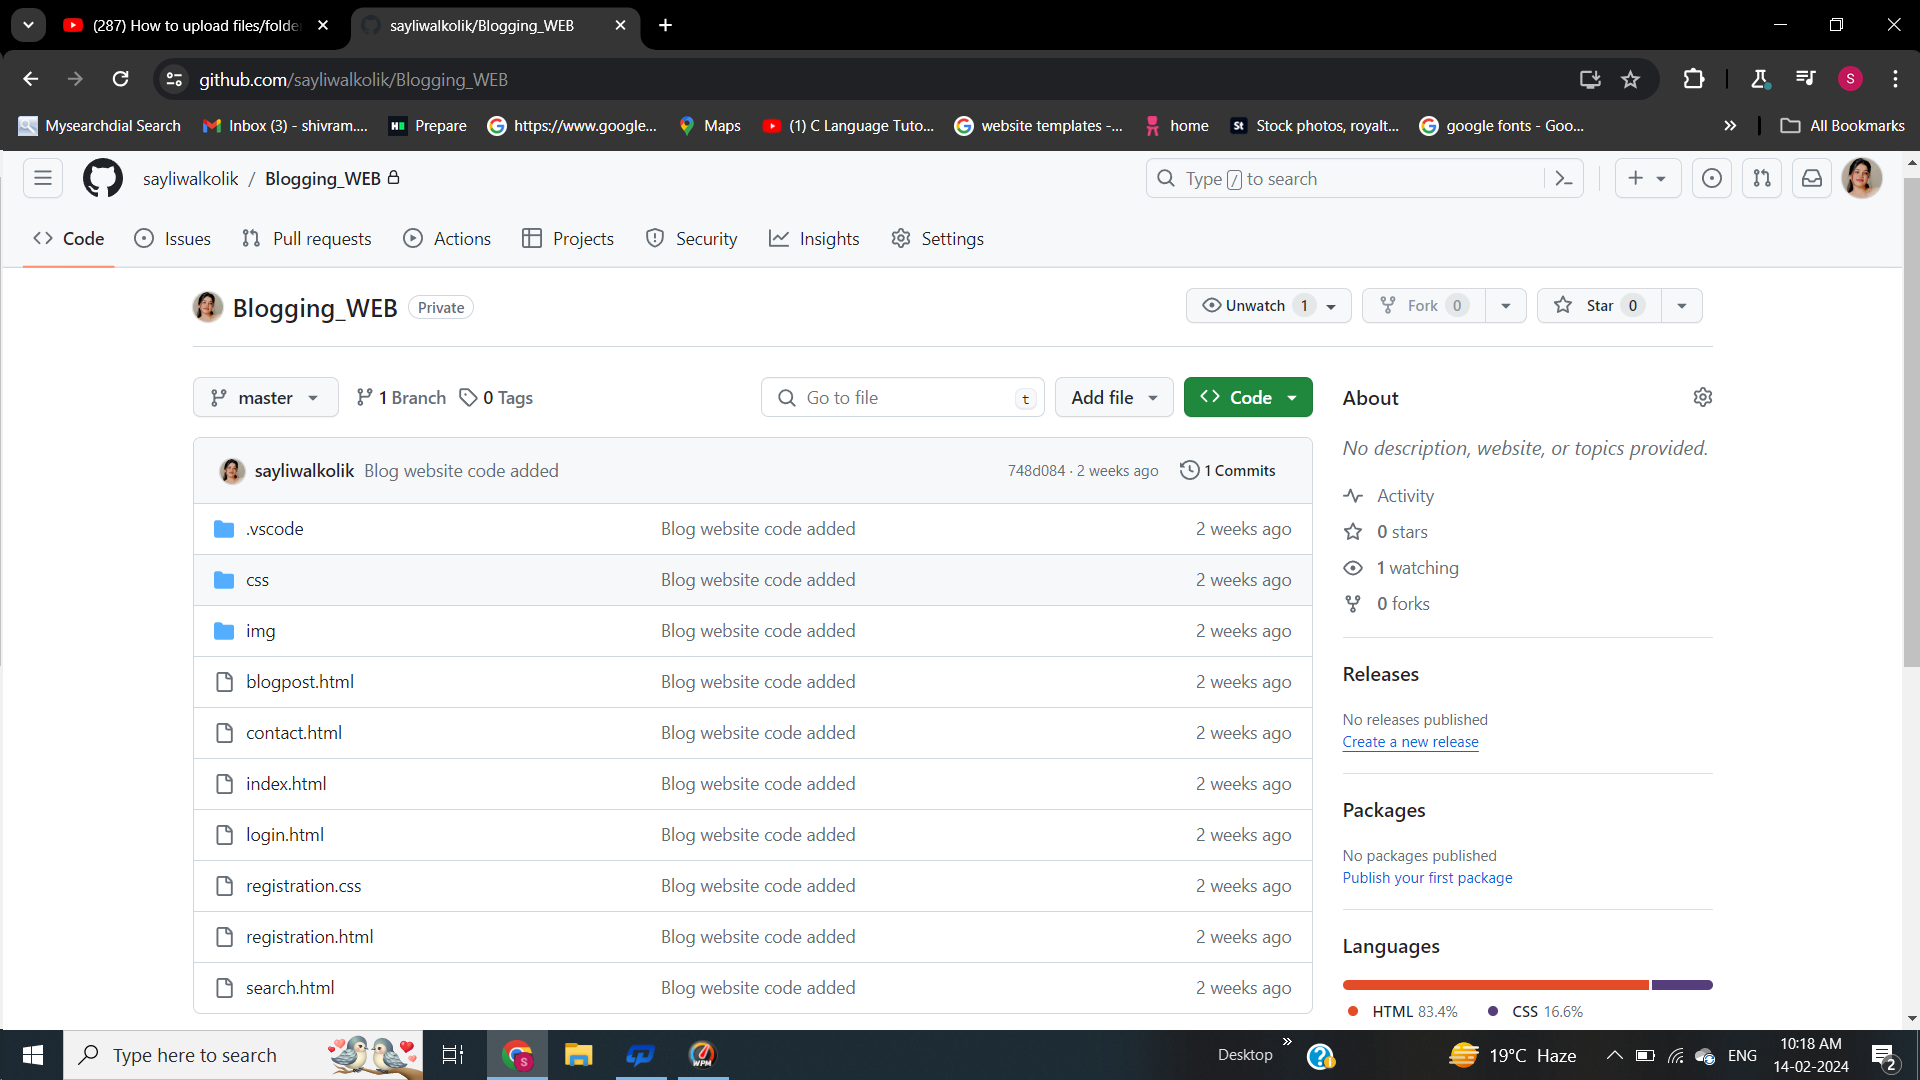 (287) How to upload files/folde
sayliwalkolik/Blogging_WEB
github.com/sayliwalkolik/Blogging_WEB
S
Mysearchdial Search
Inbox (3) - shivram....
Prepare
https://www.google...
Maps
(1) C Language Tuto...
website templates -...
home
Stock photos, royalt...
google fonts - Goo...
All Bookmarks
sayliwalkolik / Blogging_WEB
Type / to search
Code
Issues
Pull requests
Actions
Projects
Security
Insights
Settings
Blogging_WEB
Private
Unwatch 1
Fork 0
Star 0
master
1 Branch
0 Tags
Go to file
t
Add file
Code
sayliwalkolik Blog website code added
748d084 · 2 weeks ago
1 Commits
.vscode Blog website code added 2 weeks ago
css Blog website code added 2 weeks ago
img Blog website code added 2 weeks ago
blogpost.html Blog website code added 2 weeks ago
contact.html Blog website code added 2 weeks ago
index.html Blog website code added 2 weeks ago
login.html Blog website code added 2 weeks ago
registration.css Blog website code added 2 weeks ago
registration.html Blog website code added 2 weeks ago
search.html Blog website code added 2 weeks ago
About
No description, website, or topics provided.
Activity
0 stars
1 watching
0 forks
Releases
No releases published
Create a new release
Packages
No packages published
Publish your first package
Languages
HTML 83.4%
CSS 16.6%
Type here to search
S
WPM
Desktop
19°C Haze
ENG
10:18 AM
14-02-2024
2